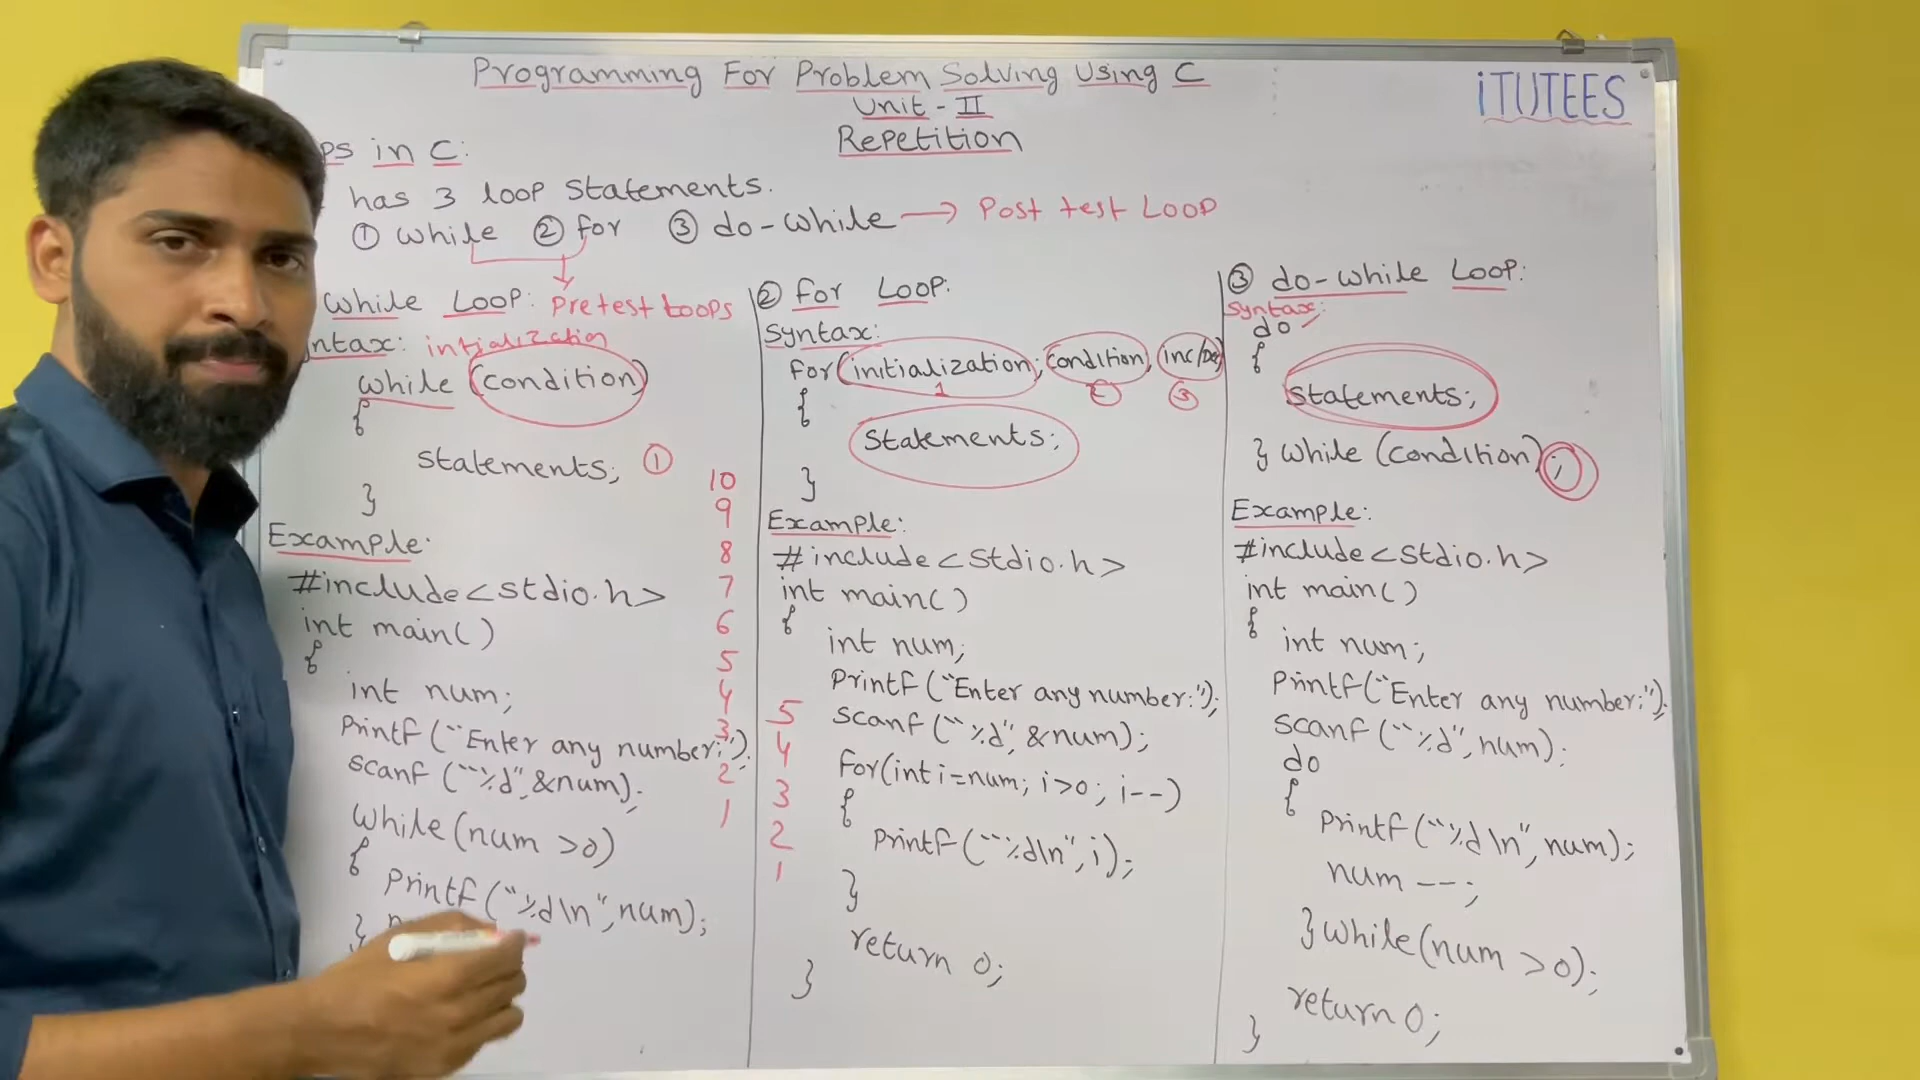 Programming For Problem Solving Using C
Unit - II
Repetition
iTUTEES
ps in C:
has 3 loop statements.
① while ② for ③ do-while → Post test Loop
while Loop: Pretest Loops
ntax: intialization
while (condition)
{
statements; ①
}
Example:
#include<stdio.h>
int main()
{
int num;
Printf("Enter any number:");
scanf("%d",&num);
while(num >0)
{
Printf("%d\n",num);
}
10
9
8
7
6
5
4
3
2
1
② for Loop:
Syntax:
for(initialization; condition; inc/De)
1 2 3
{
Statements;
}
Example:
#include<stdio.h>
int main()
{
int num;
Printf("Enter any number:");
scanf("%d", &num);
for(int i=num; i>0; i--)
{
Printf("%d\n",i);
}
return 0;
}
5
4
3
2
1
③ do-while Loop:
Syntax:
do
{
statements;
} while (condition);
Example:
#include<stdio.h>
int main()
{
int num;
Printf("Enter any number:");
scanf("%d",num);
do
{
Printf("%d\n",num);
num --;
} while(num >0);
return 0;
}